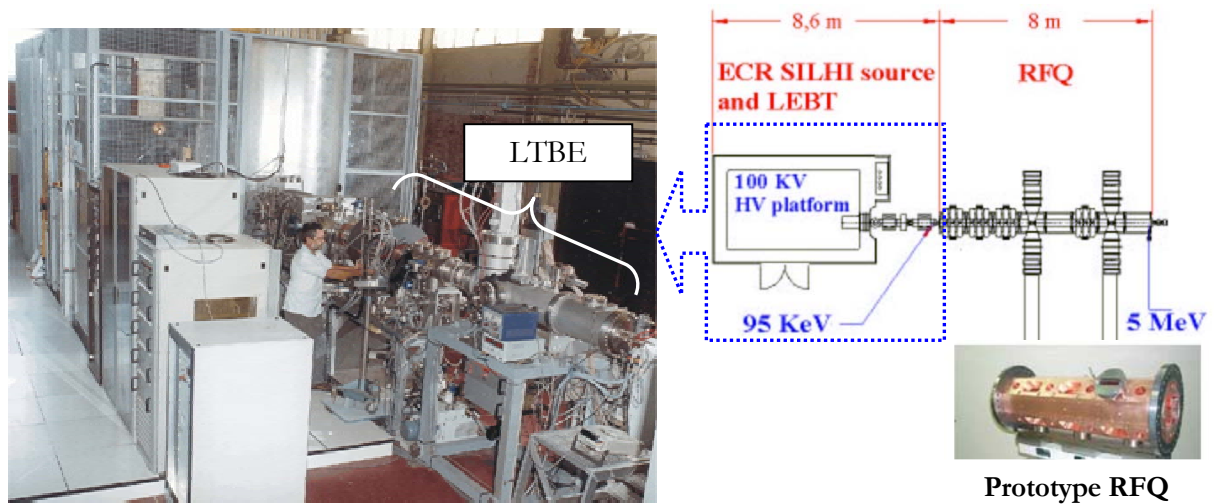 LTBE
8,6 m
8 m
ECR SILHI source
and LEBT
RFQ
100 KV
HV platform
95 KeV
5 MeV
Prototype RFQ